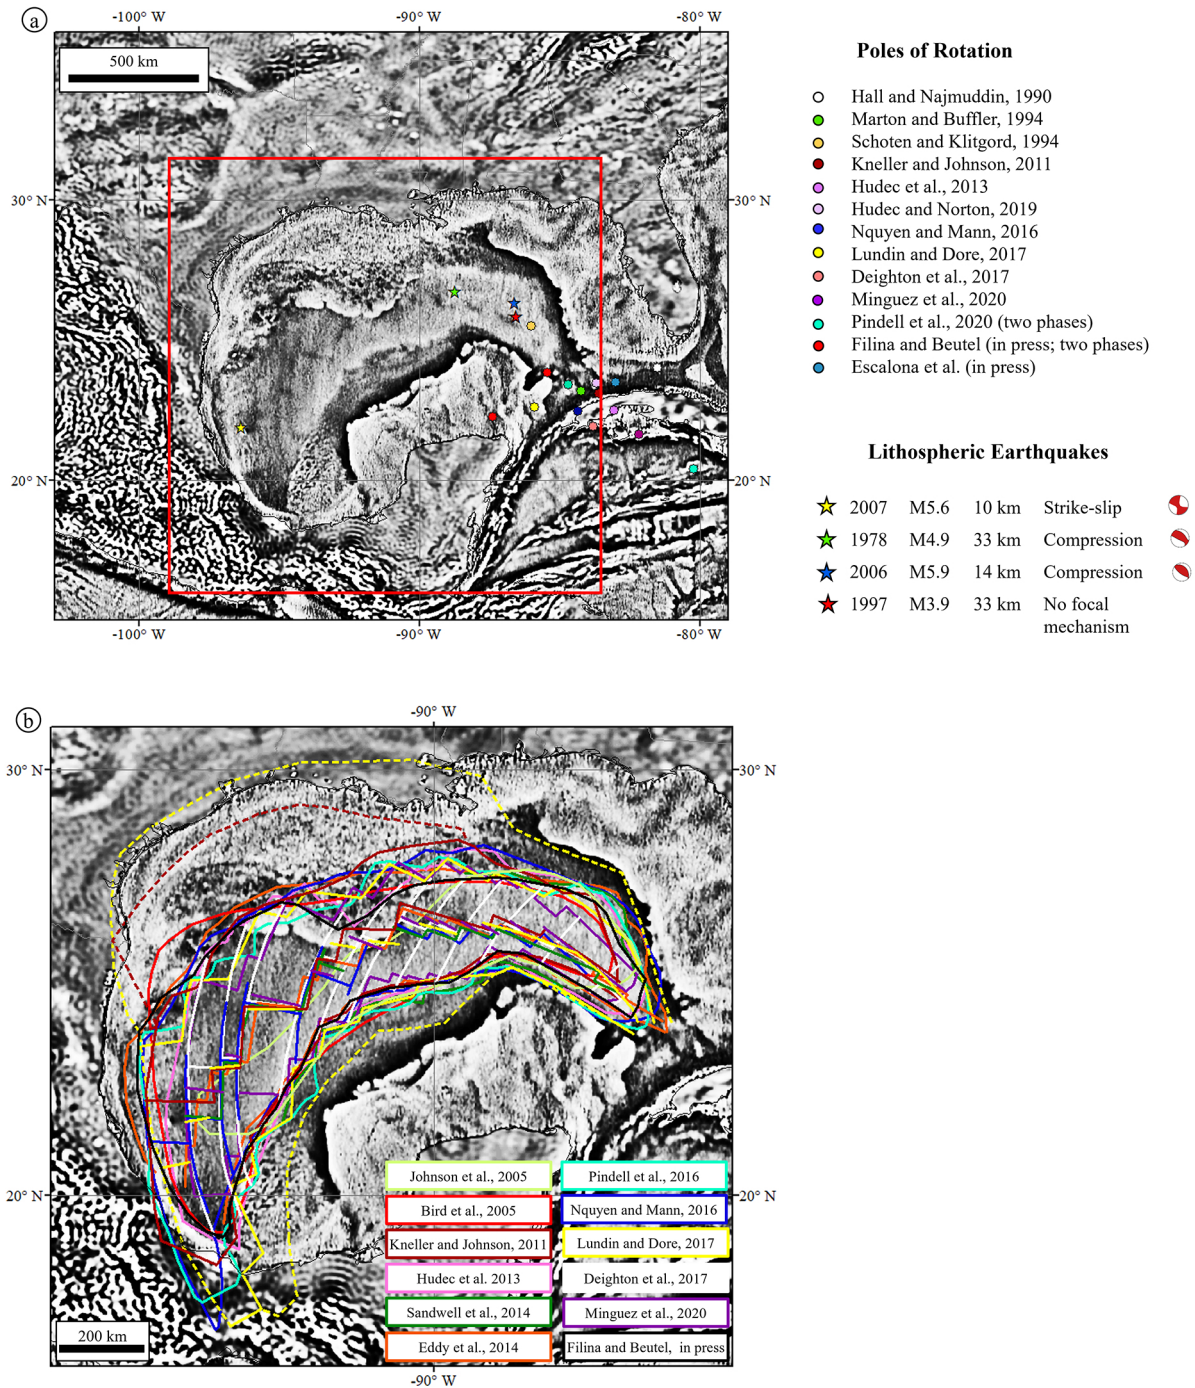 a
-100° W
-90° W
-80° W
500 km
30° N
30° N
20° N
20° N
-100° W
-90° W
-80° W
Poles of Rotation
Hall and Najmuddin, 1990
Marton and Buffler, 1994
Schoten and Klitgord, 1994
Kneller and Johnson, 2011
Hudec et al., 2013
Hudec and Norton, 2019
Nquyen and Mann, 2016
Lundin and Dore, 2017
Deighton et al., 2017
Minguez et al., 2020
Pindell et al., 2020 (two phases)
Filina and Beutel (in press; two phases)
Escalona et al. (in press)
Lithospheric Earthquakes
2007 M5.6 10 km Strike-slip
1978 M4.9 33 km Compression
2006 M5.9 14 km Compression
1997 M3.9 33 km No focal
mechanism
b
-90° W
30° N
30° N
20° N
20° N
Johnson et al., 2005
Pindell et al., 2016
Bird et al., 2005
Nquyen and Mann, 2016
Kneller and Johnson, 2011
Lundin and Dore, 2017
Hudec et al. 2013
Deighton et al., 2017
Sandwell et al., 2014
Minguez et al., 2020
Eddy et al., 2014
Filina and Beutel, in press
200 km
-90° W